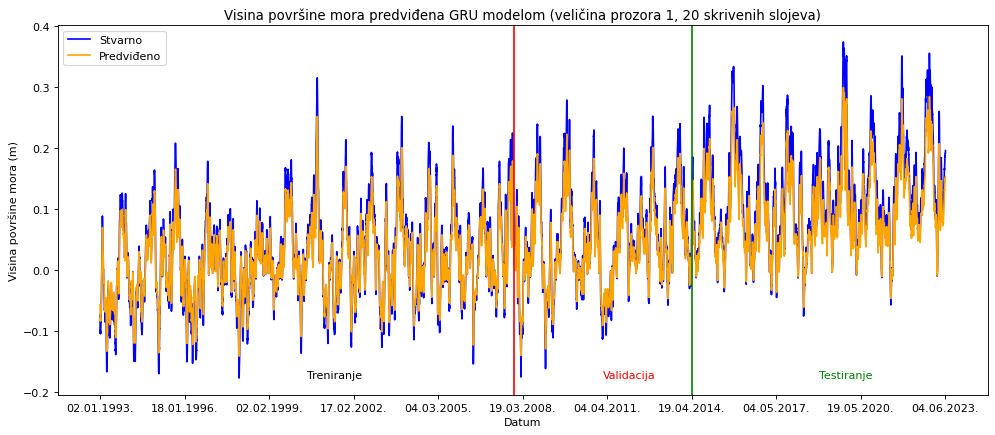 Visina površine mora predviđena GRU modelom (veličina prozora 1, 20 skrivenih slojeva)
Stvarno
Predviđeno
Visina površine mora (m)
0.4
0.3
0.2
0.1
0.0
−0.1
−0.2
Treniranje
Validacija
Testiranje
02.01.1993. 18.01.1996. 02.02.1999. 17.02.2002. 04.03.2005. 19.03.2008. 04.04.2011. 19.04.2014. 04.05.2017. 19.05.2020. 04.06.2023.
Datum